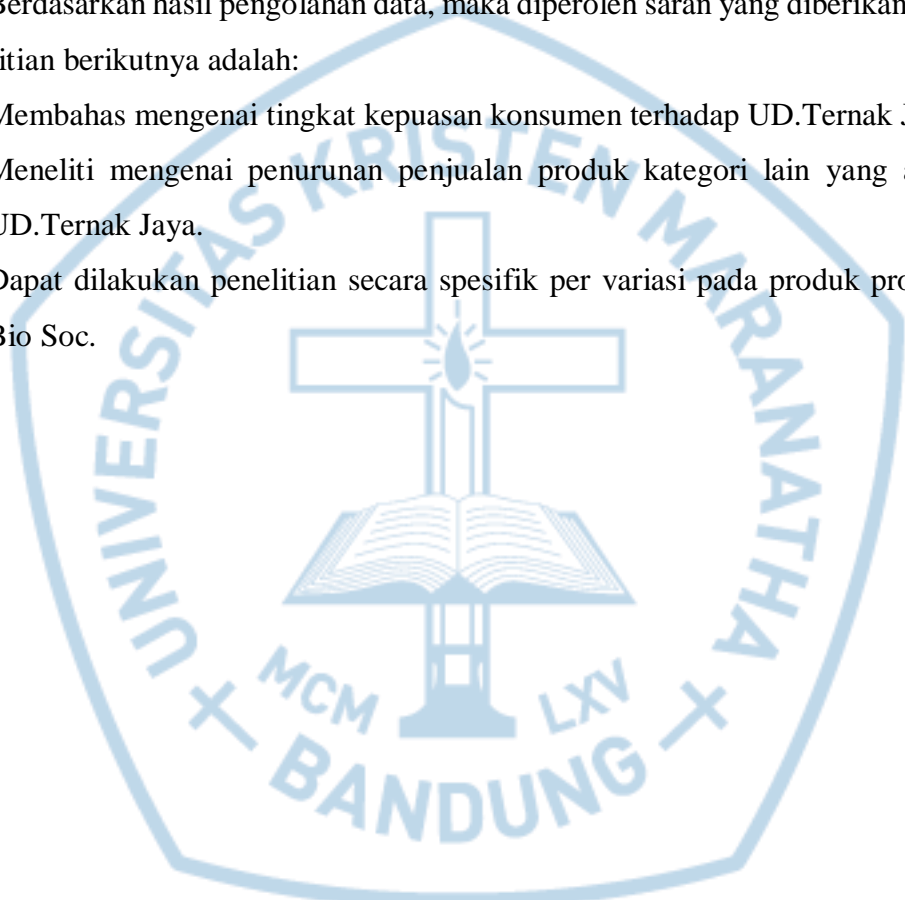 Berdasarkan hasil pengolahan data, maka diperoleh saran yang diberikan
itian berikutnya adalah:
Membahas mengenai tingkat kepuasan konsumen terhadap UD.Ternak J
Meneliti mengenai penurunan penjualan produk kategori lain yang a
UD.Ternak Jaya.
Dapat dilakukan penelitian secara spesifik per variasi pada produk pro
Bio Soc.
UNIVERSITAS KRISTEN MARANATHA
MCM LXV
BANDUNG